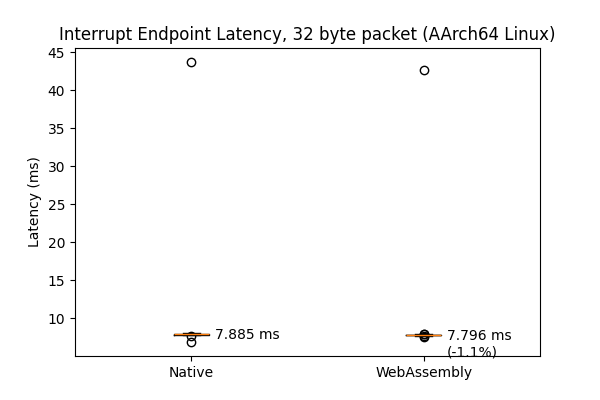 Interrupt Endpoint Latency, 32 byte packet (AArch64 Linux)
Latency (ms)
45
40
35
30
25
20
15
10
7.885 ms
7.796 ms
(-1.1%)
Native
WebAssembly